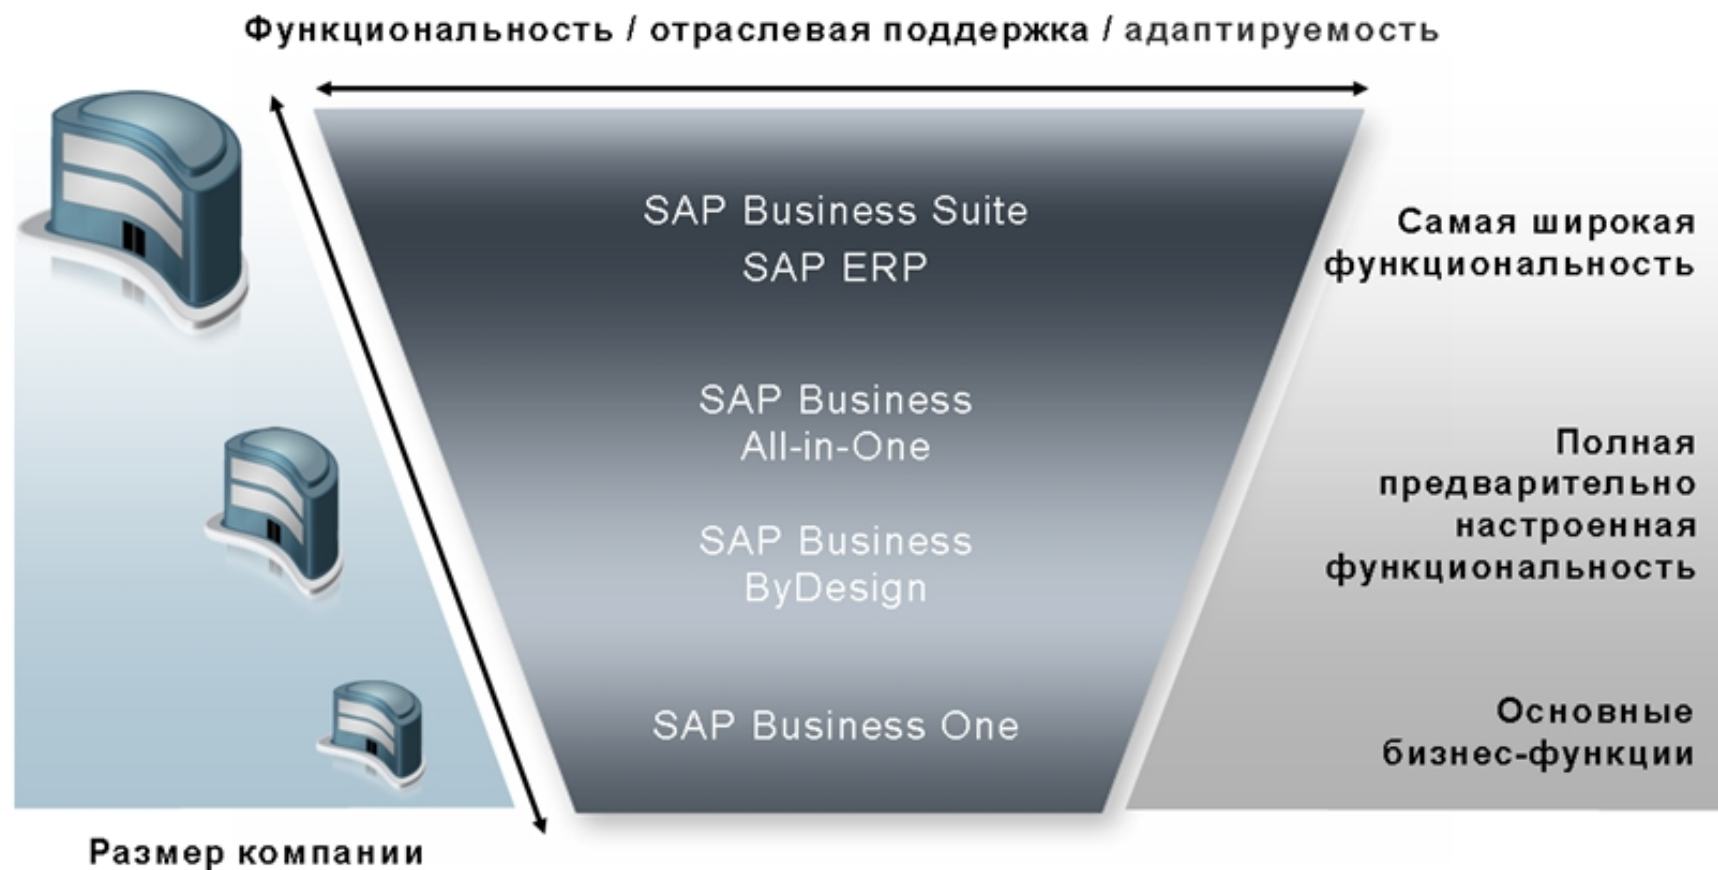 Функциональность / отраслевая поддержка / адаптируемость
SAP Business Suite
SAP ERP
Самая широкая
функциональность
SAP Business
All-in-One
SAP Business
ByDesign
Полная
предварительно
настроенная
функциональность
SAP Business One
Основные
бизнес-функции
Размер компании